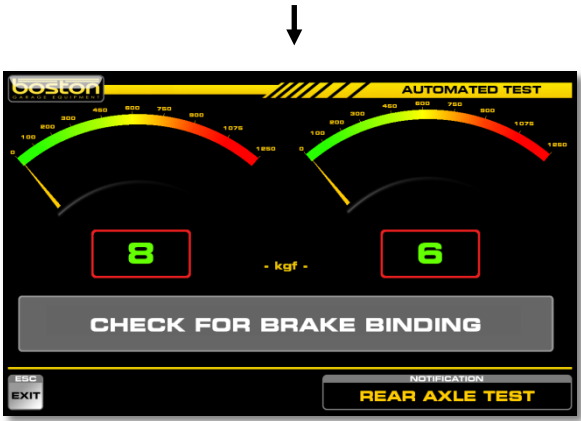 boston
GARAGE EQUIPMENT
AUTOMATED TEST
0 100 200 300 450 600 750 900 1075 1250
0 100 200 300 450 600 750 900 1075 1250
8
- kgf -
6
CHECK FOR BRAKE BINDING
ESC
EXIT
NOTIFICATION
REAR AXLE TEST